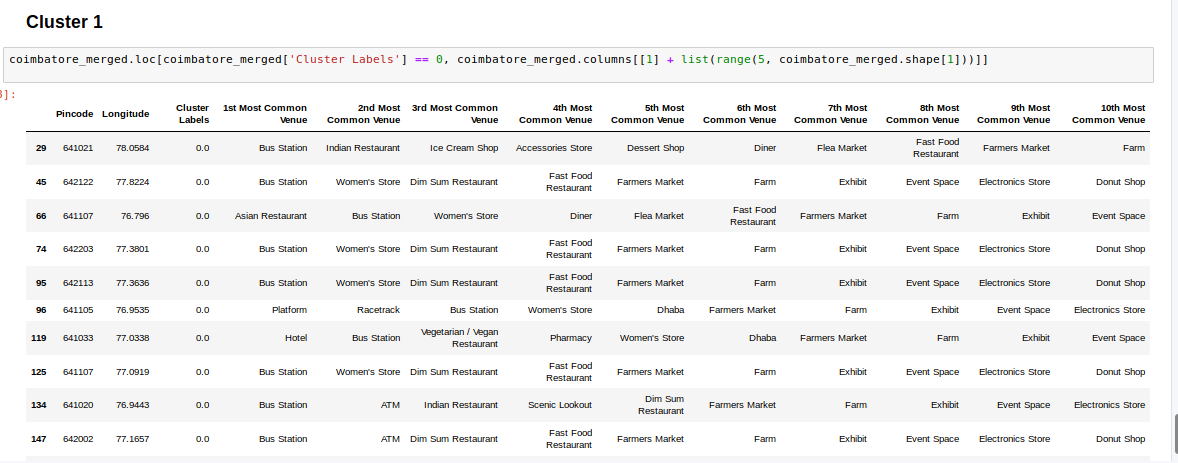 Cluster 1
coimbatore_merged.loc[coimbatore_merged['Cluster Labels'] == 0, coimbatore_merged.columns[[1] + list(range(5, coimbatore_merged.shape[1]))]]
]:
Pincode Longitude Cluster Labels 1st Most Common Venue 2nd Most Common Venue 3rd Most Common Venue 4th Most Common Venue 5th Most Common Venue 6th Most Common Venue 7th Most Common Venue 8th Most Common Venue 9th Most Common Venue 10th Most Common Venue
29 641021 78.0584 0.0 Bus Station Indian Restaurant Ice Cream Shop Accessories Store Dessert Shop Diner Flea Market Fast Food Restaurant Farmers Market Farm
45 642122 77.8224 0.0 Bus Station Women's Store Dim Sum Restaurant Fast Food Restaurant Farmers Market Farm Exhibit Event Space Electronics Store Donut Shop
66 641107 76.796 0.0 Asian Restaurant Bus Station Women's Store Diner Flea Market Fast Food Restaurant Farmers Market Farm Exhibit Event Space
74 642203 77.3801 0.0 Bus Station Women's Store Dim Sum Restaurant Fast Food Restaurant Farmers Market Farm Exhibit Event Space Electronics Store Donut Shop
95 642113 77.3636 0.0 Bus Station Women's Store Dim Sum Restaurant Fast Food Restaurant Farmers Market Farm Exhibit Event Space Electronics Store Donut Shop
96 641105 76.9535 0.0 Platform Racetrack Bus Station Women's Store Dhaba Farmers Market Farm Exhibit Event Space Electronics Store
119 641033 77.0338 0.0 Hotel Bus Station Vegetarian / Vegan Restaurant Pharmacy Women's Store Dhaba Farmers Market Farm Exhibit Event Space
125 641107 77.0919 0.0 Bus Station Women's Store Dim Sum Restaurant Fast Food Restaurant Farmers Market Farm Exhibit Event Space Electronics Store Donut Shop
134 641020 76.9443 0.0 Bus Station ATM Indian Restaurant Scenic Lookout Dim Sum Restaurant Farmers Market Farm Exhibit Event Space Electronics Store
147 642002 77.1657 0.0 Bus Station ATM Dim Sum Restaurant Fast Food Restaurant Farmers Market Farm Exhibit Event Space Electronics Store Donut Shop